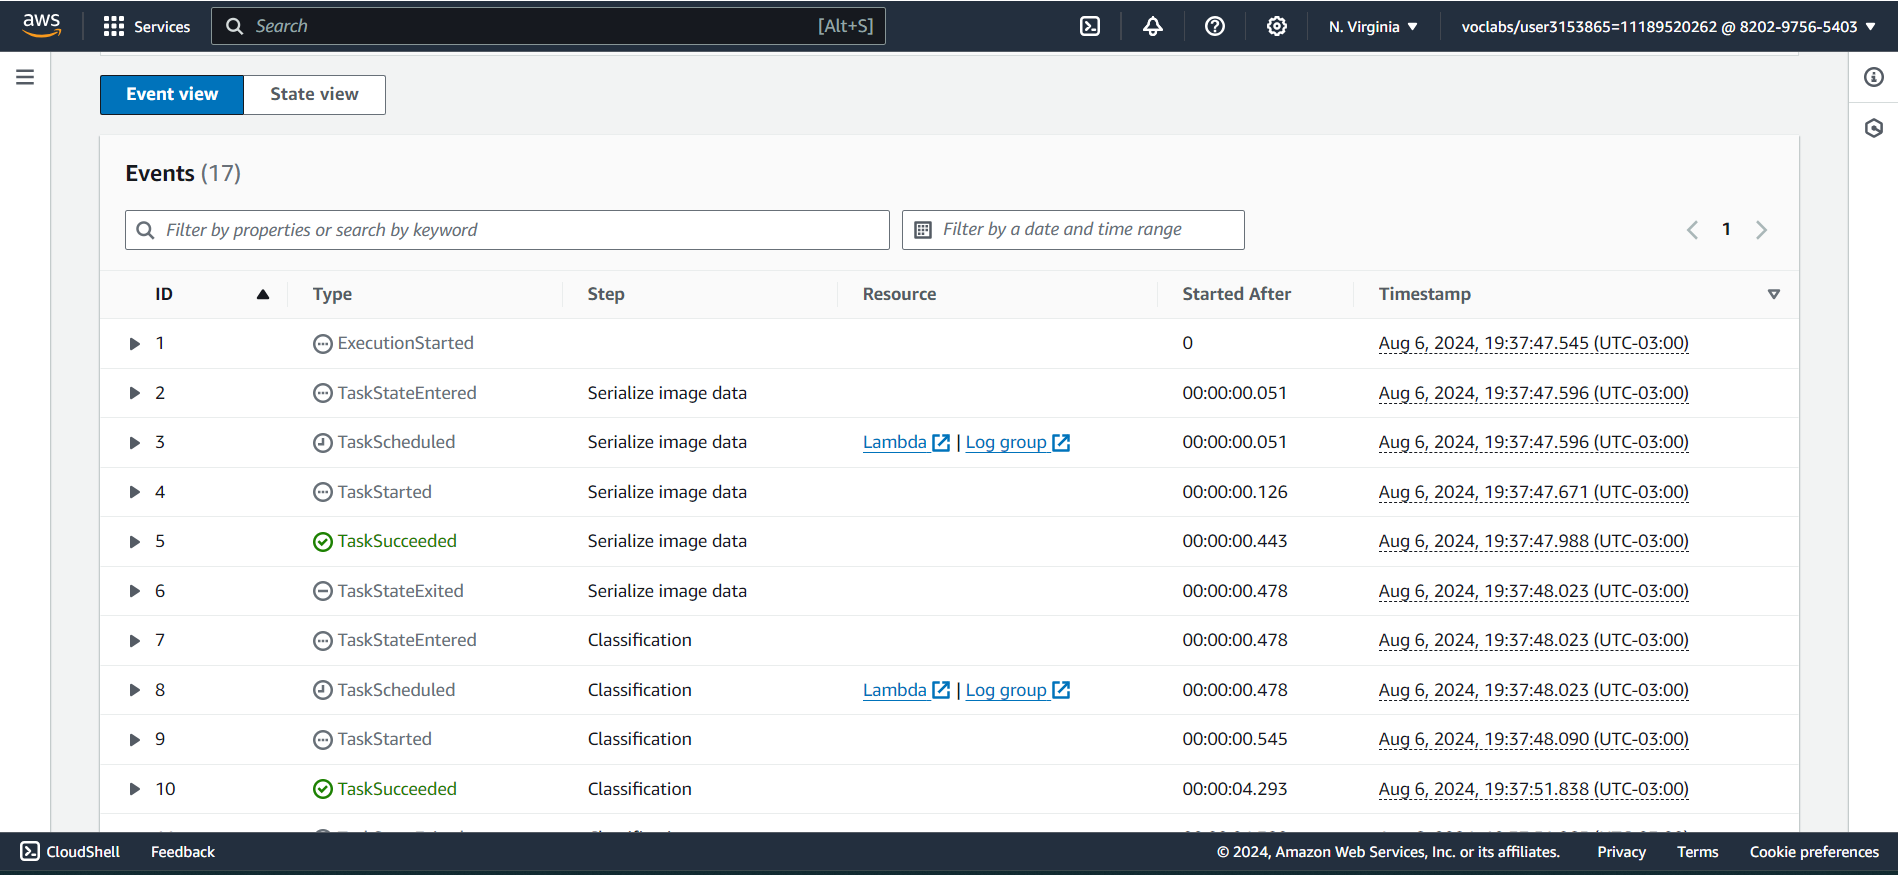 aws Services Search [Alt+S] N. Virginia voclabs/user3153865=11189520262 @ 8202-9756-5403
Event view State view
Events (17)
Filter by properties or search by keyword Filter by a date and time range 1
ID Type Step Resource Started After Timestamp
1 ExecutionStarted 0 Aug 6, 2024, 19:37:47.545 (UTC-03:00)
2 TaskStateEntered Serialize image data 00:00:00.051 Aug 6, 2024, 19:37:47.596 (UTC-03:00)
3 TaskScheduled Serialize image data Lambda | Log group 00:00:00.051 Aug 6, 2024, 19:37:47.596 (UTC-03:00)
4 TaskStarted Serialize image data 00:00:00.126 Aug 6, 2024, 19:37:47.671 (UTC-03:00)
5 TaskSucceeded Serialize image data 00:00:00.443 Aug 6, 2024, 19:37:47.988 (UTC-03:00)
6 TaskStateExited Serialize image data 00:00:00.478 Aug 6, 2024, 19:37:48.023 (UTC-03:00)
7 TaskStateEntered Classification 00:00:00.478 Aug 6, 2024, 19:37:48.023 (UTC-03:00)
8 TaskScheduled Classification Lambda | Log group 00:00:00.478 Aug 6, 2024, 19:37:48.023 (UTC-03:00)
9 TaskStarted Classification 00:00:00.545 Aug 6, 2024, 19:37:48.090 (UTC-03:00)
10 TaskSucceeded Classification 00:00:04.293 Aug 6, 2024, 19:37:51.838 (UTC-03:00)
CloudShell Feedback © 2024, Amazon Web Services, Inc. or its affiliates. Privacy Terms Cookie preferences